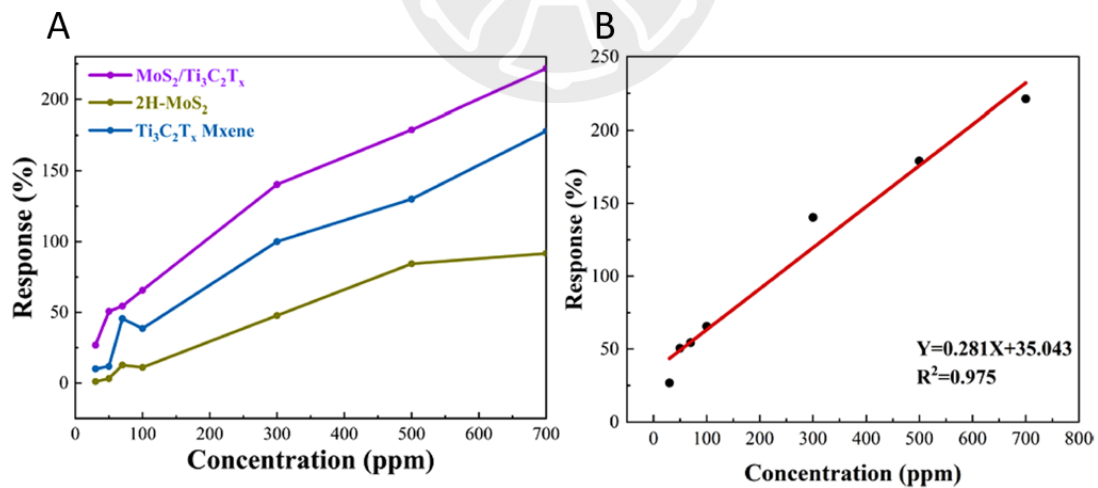 A
B
MoS₂/Ti₃C₂Tₓ
2H-MoS₂
Ti₃C₂Tₓ Mxene
Response (%)
200
150
100
50
0
0 100 200 300 400 500 600 700
Concentration (ppm)
Response (%)
250
200
150
100
50
0
Y=0.281X+35.043
R²=0.975
0 100 200 300 400 500 600 700 800
Concentration (ppm)